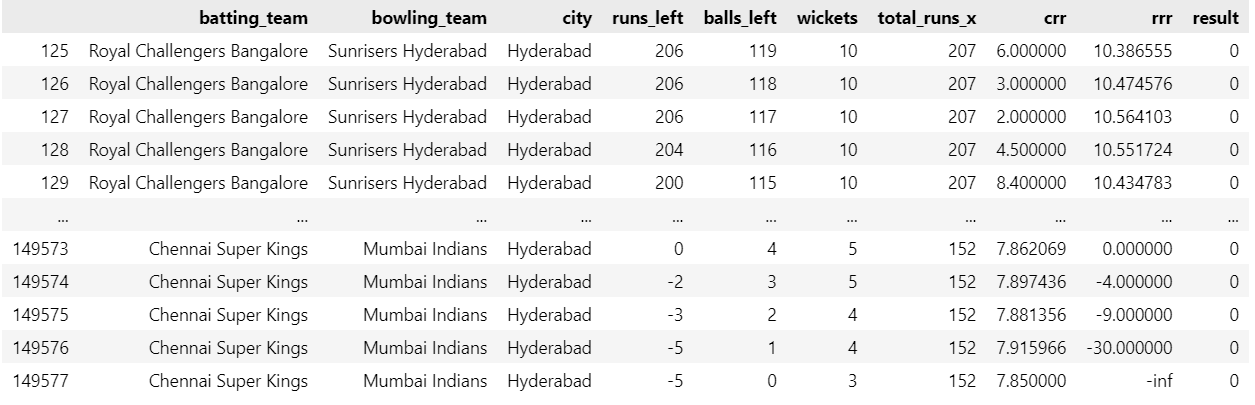 batting_team bowling_team city runs_left balls_left wickets total_runs_x crr rrr result
125 Royal Challengers Bangalore Sunrisers Hyderabad Hyderabad 206 119 10 207 6.000000 10.386555 0
126 Royal Challengers Bangalore Sunrisers Hyderabad Hyderabad 206 118 10 207 3.000000 10.474576 0
127 Royal Challengers Bangalore Sunrisers Hyderabad Hyderabad 206 117 10 207 2.000000 10.564103 0
128 Royal Challengers Bangalore Sunrisers Hyderabad Hyderabad 204 116 10 207 4.500000 10.551724 0
129 Royal Challengers Bangalore Sunrisers Hyderabad Hyderabad 200 115 10 207 8.400000 10.434783 0
... ... ... ... ... ... ... ... ... ... ...
149573 Chennai Super Kings Mumbai Indians Hyderabad 0 4 5 152 7.862069 0.000000 0
149574 Chennai Super Kings Mumbai Indians Hyderabad -2 3 5 152 7.897436 -4.000000 0
149575 Chennai Super Kings Mumbai Indians Hyderabad -3 2 4 152 7.881356 -9.000000 0
149576 Chennai Super Kings Mumbai Indians Hyderabad -5 1 4 152 7.915966 -30.000000 0
149577 Chennai Super Kings Mumbai Indians Hyderabad -5 0 3 152 7.850000 -inf 0